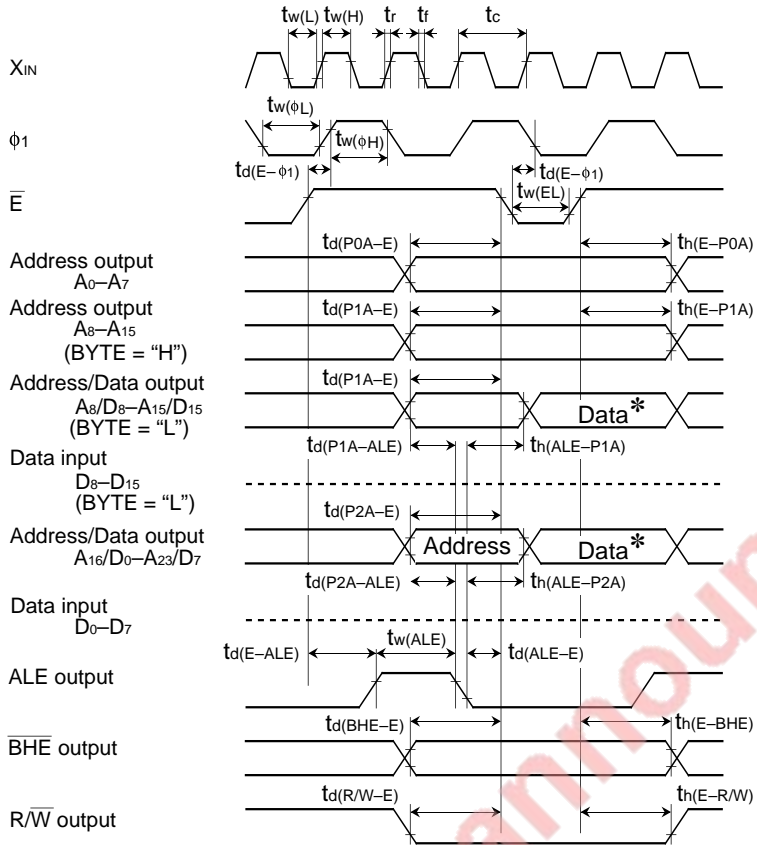 tw(L) tw(H) tr tf tc
XIN
tw(ϕL)
ϕ1
tw(ϕH)
td(E–ϕ1) td(E–ϕ1)
tw(EL)
E
td(P0A–E) th(E–P0A)
Address output
A0–A7
td(P1A–E) th(E–P1A)
Address output
A8–A15
(BYTE = “H”)
td(P1A–E)
Address/Data output
A8/D8–A15/D15
(BYTE = “L”)
Data*
td(P1A–ALE) th(ALE–P1A)
Data input
D8–D15
(BYTE = “L”)
td(P2A–E)
Address/Data output
A16/D0–A23/D7
Address Data*
td(P2A–ALE) th(ALE–P2A)
Data input
D0–D7
td(E–ALE) tw(ALE) td(ALE–E)
ALE output
td(BHE–E) th(E–BHE)
BHE output
td(R/W–E) th(E–R/W)
R/W output